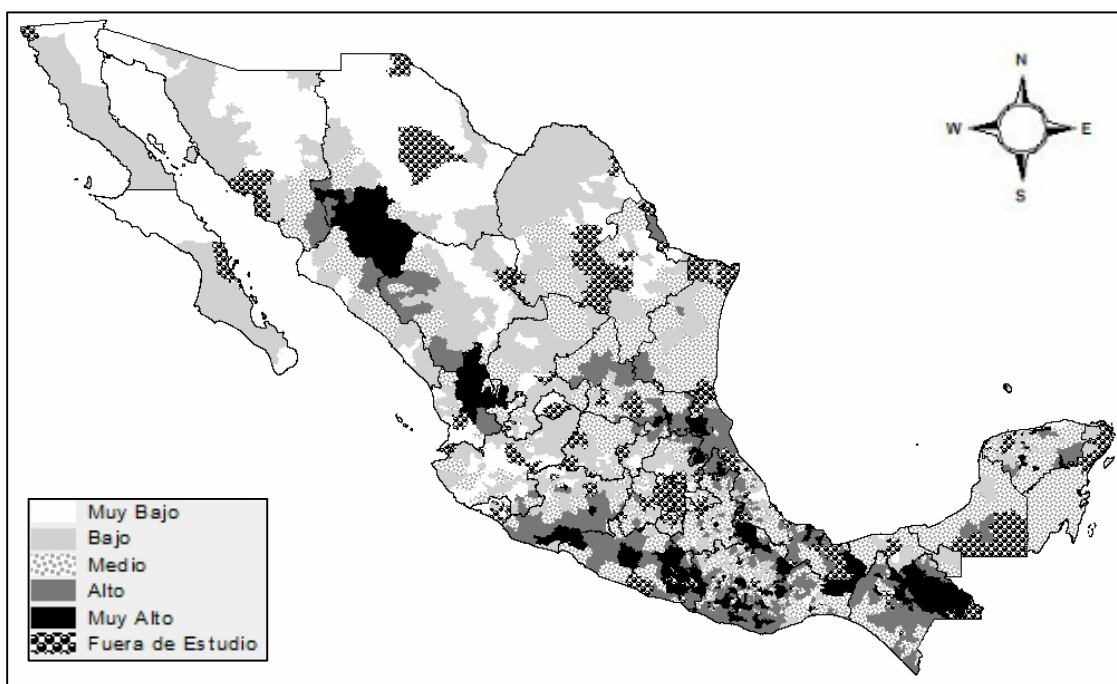 N
W
E
S
Muy Bajo
Bajo
Medio
Alto
Muy Alto
Fuera de Estudio